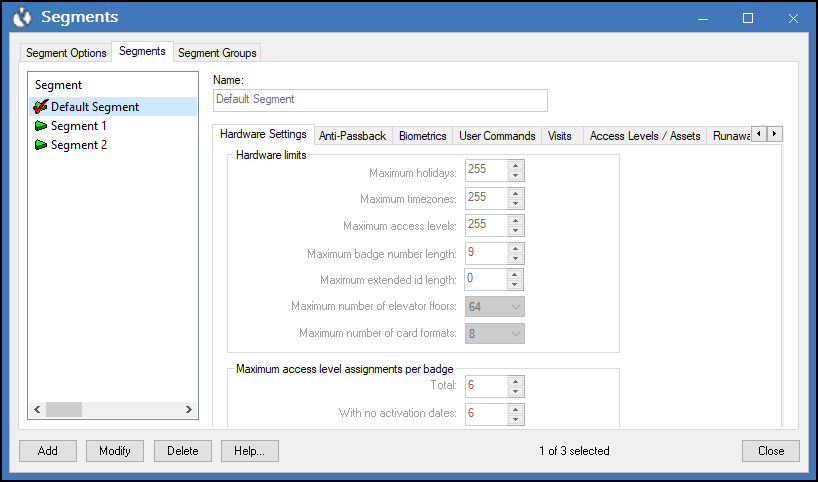 Segments
Segment Options Segments Segment Groups
Segment
Default Segment
Segment 1
Segment 2
Name:
Default Segment
Hardware Settings Anti-Passback Biometrics User Commands Visits Access Levels / Assets Runawa
Hardware limits
Maximum holidays: 255
Maximum timezones: 255
Maximum access levels: 255
Maximum badge number length: 9
Maximum extended id length: 0
Maximum number of elevator floors: 64
Maximum number of card formats: 8
Maximum access level assignments per badge
Total: 6
With no activation dates: 6
Add Modify Delete Help... 1 of 3 selected Close